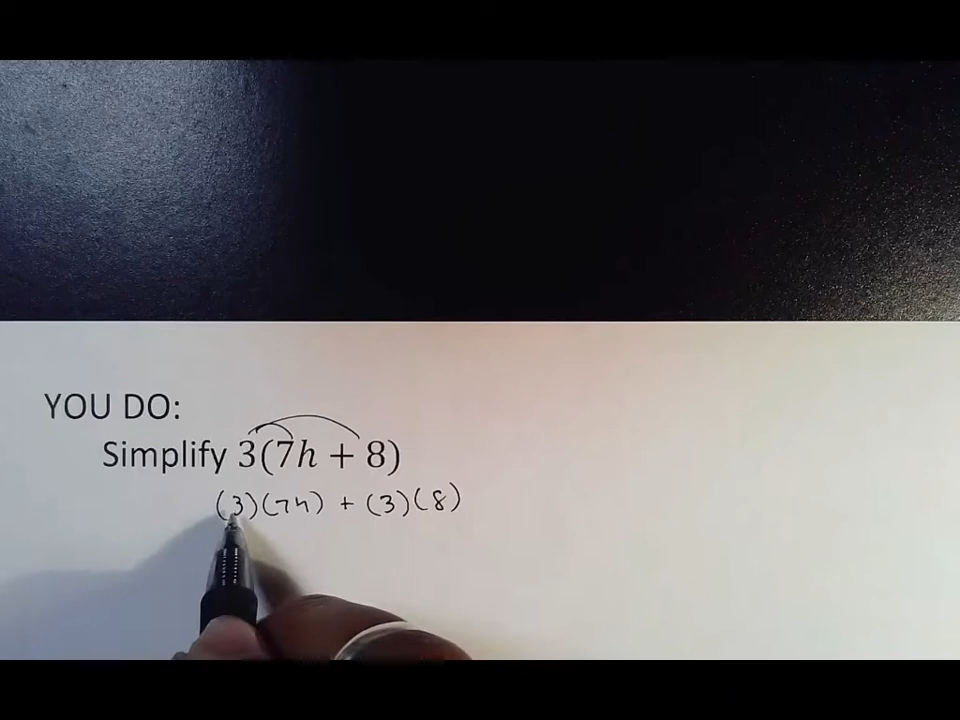 YOU DO:
Simplify 3(7h + 8)
(3)(7h) + (3)(8)